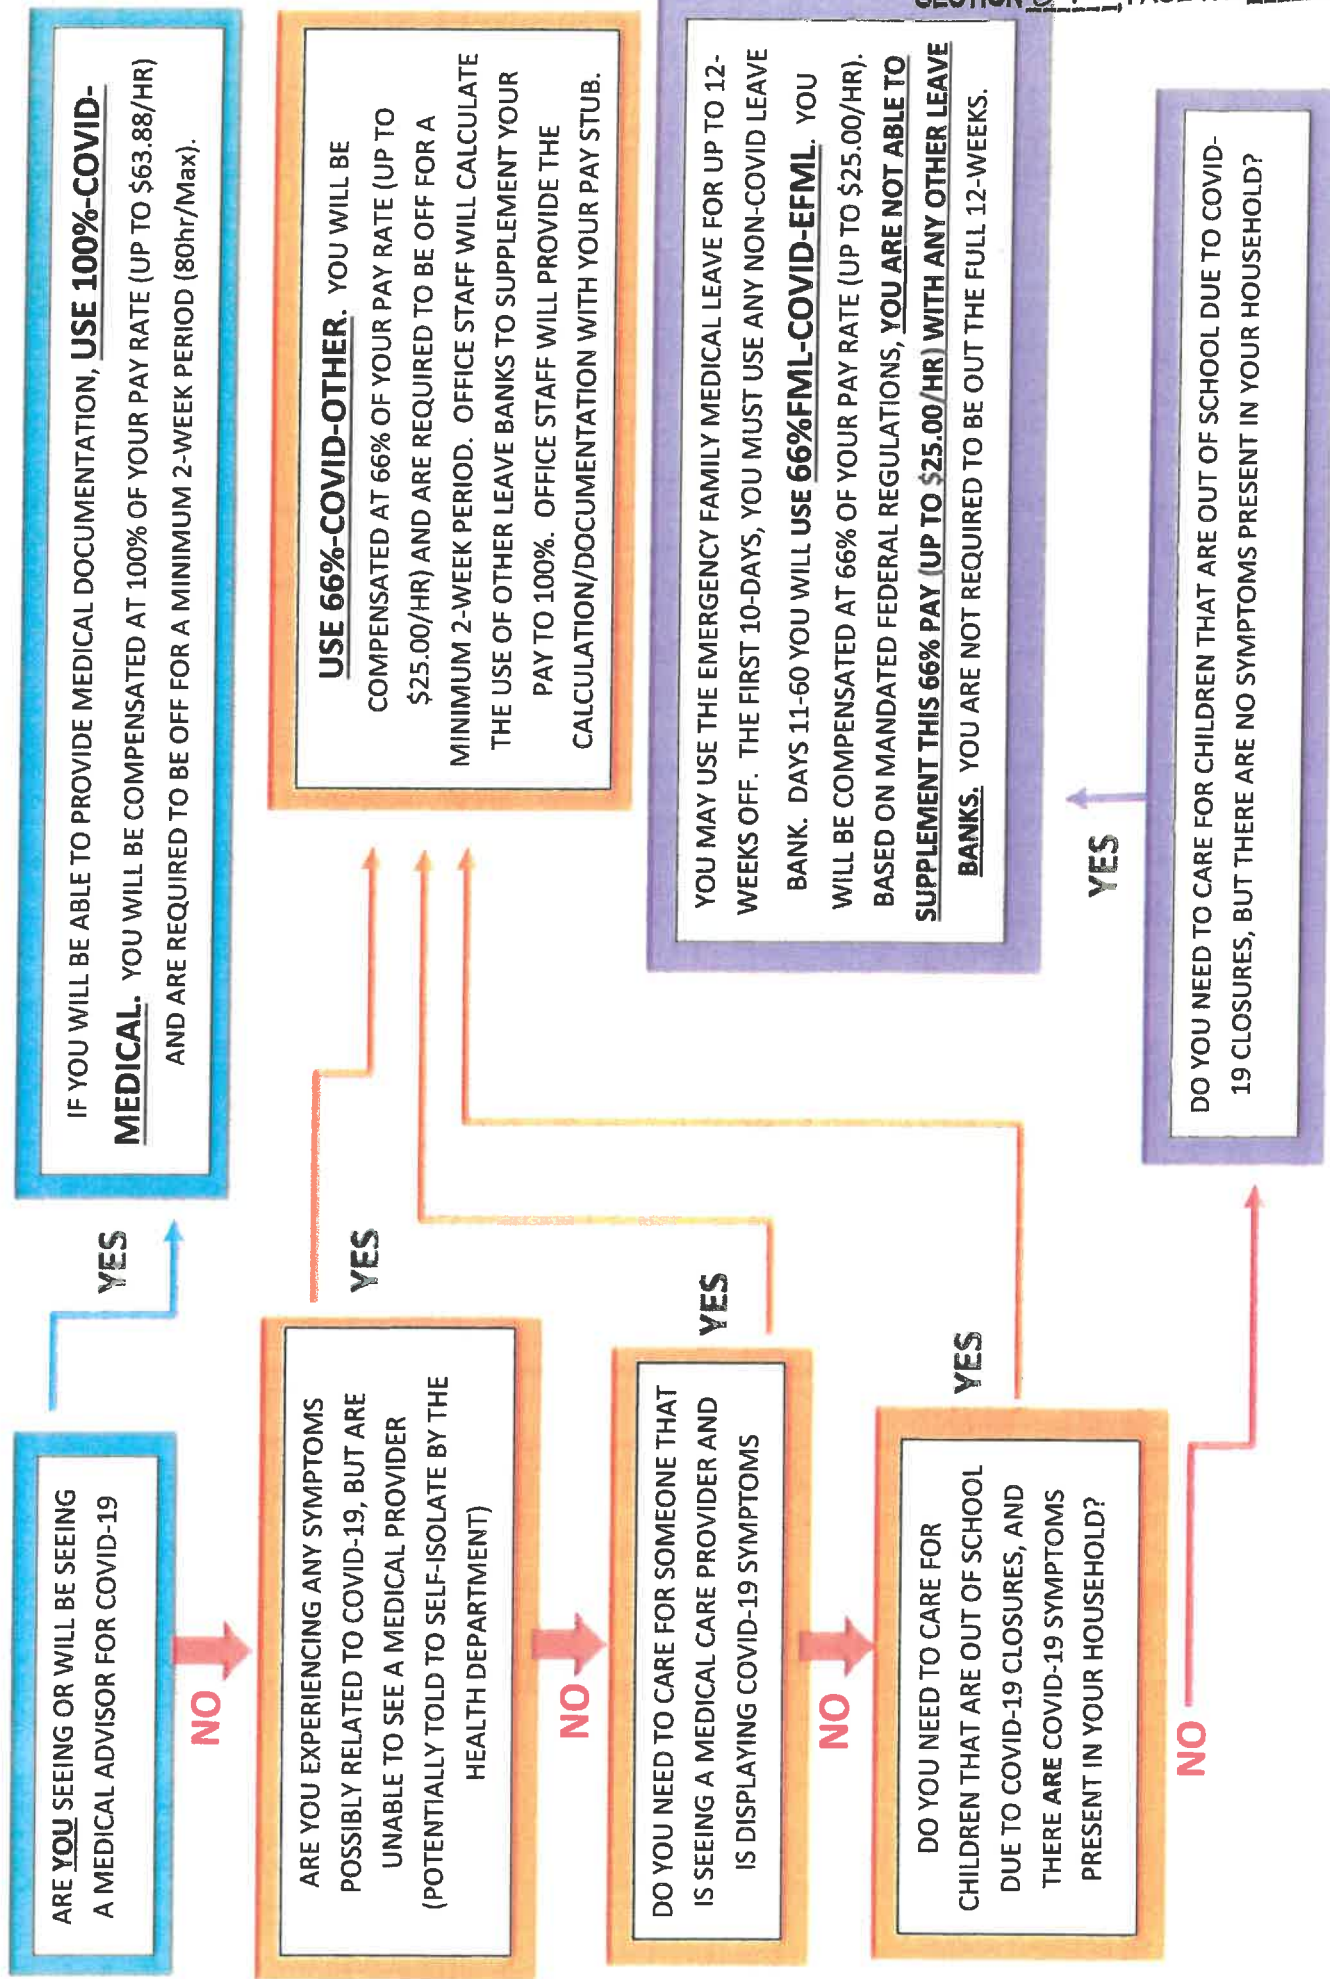 ARE YOU SEEING OR WILL BE SEEING
A MEDICAL ADVISOR FOR COVID-19
YES
IF YOU WILL BE ABLE TO PROVIDE MEDICAL DOCUMENTATION, USE 100%-COVID-
MEDICAL. YOU WILL BE COMPENSATED AT 100% OF YOUR PAY RATE (UP TO $63.88/HR)
AND ARE REQUIRED TO BE OFF FOR A MINIMUM 2-WEEK PERIOD (80hr/Max).
NO
ARE YOU EXPERIENCING ANY SYMPTOMS
POSSIBLY RELATED TO COVID-19, BUT ARE
UNABLE TO SEE A MEDICAL PROVIDER
(POTENTIALLY TOLD TO SELF-ISOLATE BY THE
HEALTH DEPARTMENT)
YES
USE 66%-COVID-OTHER. YOU WILL BE
COMPENSATED AT 66% OF YOUR PAY RATE (UP TO
$25.00/HR) AND ARE REQUIRED TO BE OFF FOR A
MINIMUM 2-WEEK PERIOD. OFFICE STAFF WILL CALCULATE
THE USE OF OTHER LEAVE BANKS TO SUPPLEMENT YOUR
PAY TO 100%. OFFICE STAFF WILL PROVIDE THE
CALCULATION/DOCUMENTATION WITH YOUR PAY STUB.
NO
DO YOU NEED TO CARE FOR SOMEONE THAT
IS SEEING A MEDICAL CARE PROVIDER AND
IS DISPLAYING COVID-19 SYMPTOMS
YES
NO
DO YOU NEED TO CARE FOR
CHILDREN THAT ARE OUT OF SCHOOL
DUE TO COVID-19 CLOSURES, AND
THERE ARE COVID-19 SYMPTOMS
PRESENT IN YOUR HOUSEHOLD?
YES
YOU MAY USE THE EMERGENCY FAMILY MEDICAL LEAVE FOR UP TO 12-
WEEKS OFF. THE FIRST 10-DAYS, YOU MUST USE ANY NON-COVID LEAVE
BANK. DAYS 11-60 YOU WILL USE 66%FML-COVID-EFML. YOU
WILL BE COMPENSATED AT 66% OF YOUR PAY RATE (UP TO $25.00/HR).
BASED ON MANDATED FEDERAL REGULATIONS, YOU ARE NOT ABLE TO
SUPPLEMENT THIS 66% PAY (UP TO $25.00/HR) WITH ANY OTHER LEAVE
BANKS. YOU ARE NOT REQUIRED TO BE OUT THE FULL 12-WEEKS.
YES
NO
DO YOU NEED TO CARE FOR CHILDREN THAT ARE OUT OF SCHOOL DUE TO COVID-
19 CLOSURES, BUT THERE ARE NO SYMPTOMS PRESENT IN YOUR HOUSEHOLD?